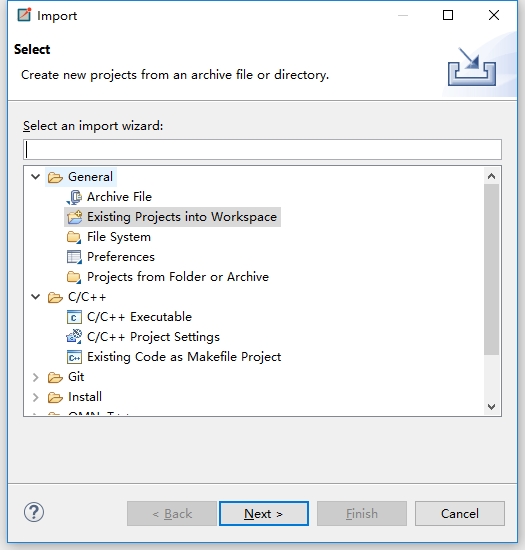 Import
Select
Create new projects from an archive file or directory.
Select an import wizard:
General
Archive File
Existing Projects into Workspace
File System
Preferences
Projects from Folder or Archive
C/C++
C/C++ Executable
C/C++ Project Settings
Existing Code as Makefile Project
Git
Install
< Back
Next >
Finish
Cancel